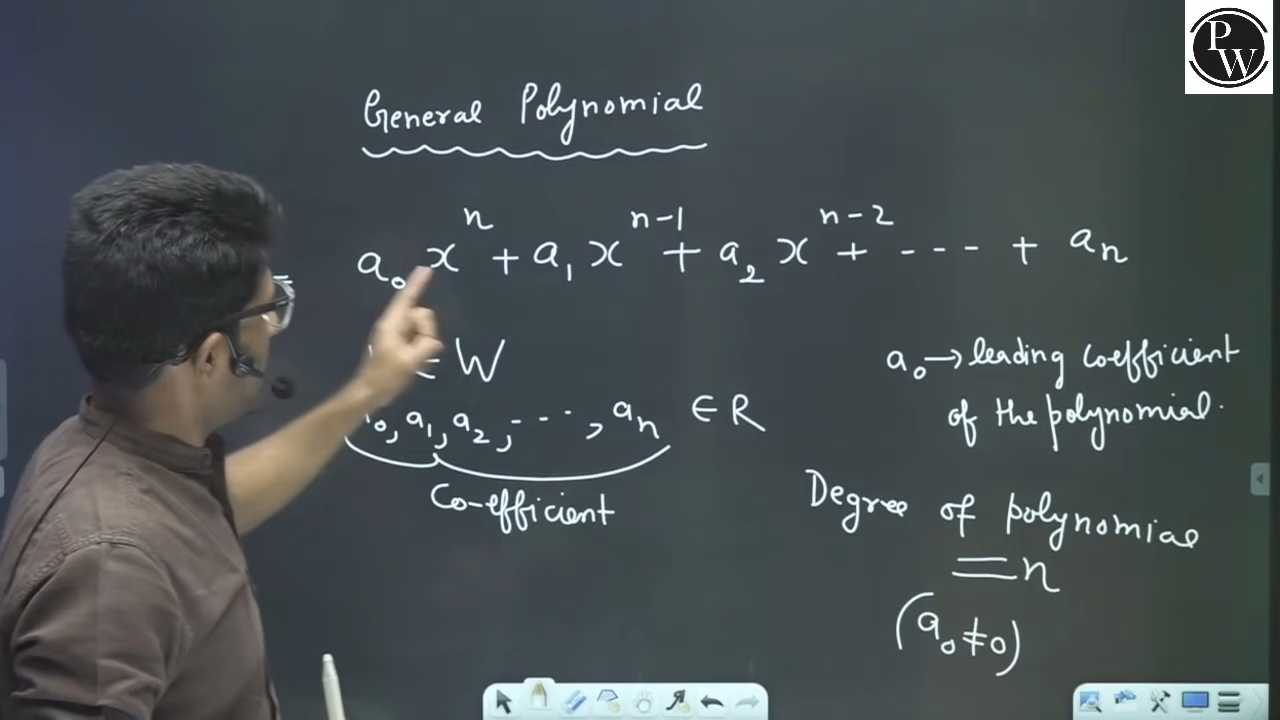 PW
General Polynomial
a₀xⁿ + a₁xⁿ⁻¹ + a₂xⁿ⁻² + --- + aₙ
∈ W
₀, a₁, a₂, ---, aₙ ∈ R
Co-efficient
a₀ → leading coefficient
of the polynomial.
Degree of polynomial
= n
(a₀ ≠ 0)